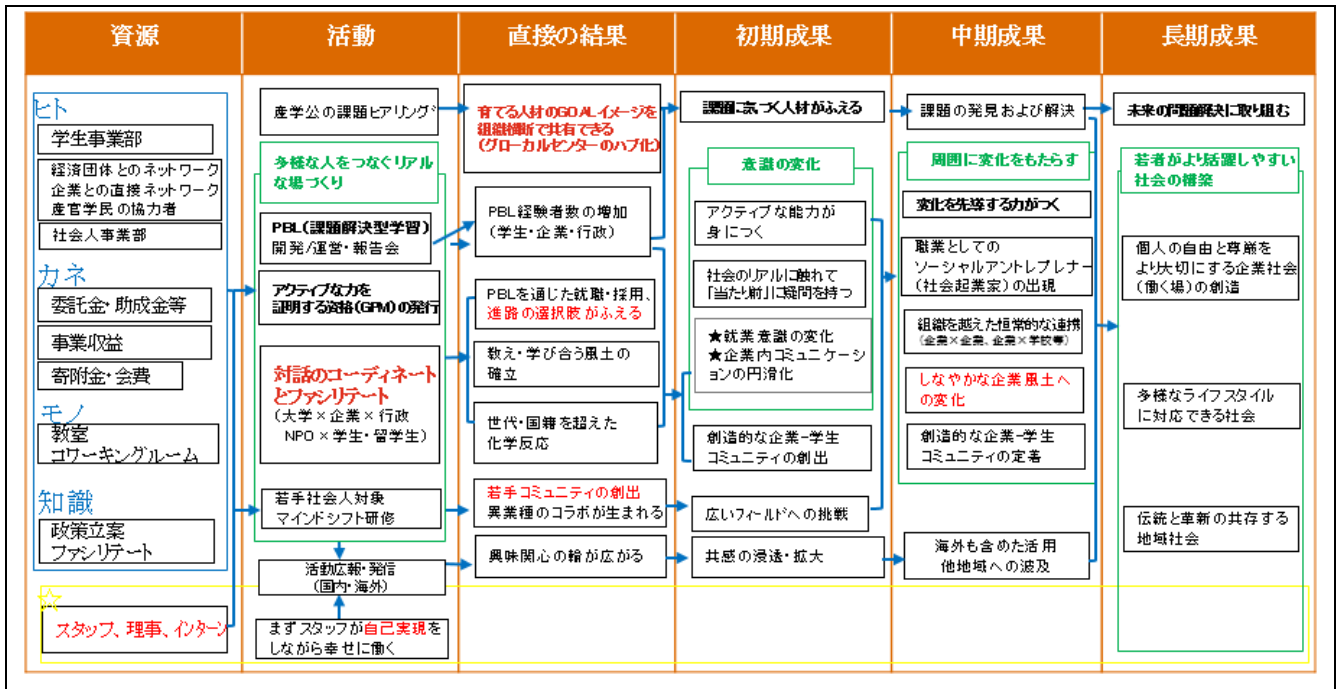 資源
活動
直接の結果
初期成果
中期成果
長期成果
ヒト
学生事業部
経済団体とのネットワーク
企業との直接ネットワーク
産官学民の協力者
社会人事業部
カネ
委託金・助成金等
事業収益
寄附金・会費
モノ
教室
コワーキングルーム
知識
政策立案
ファシリテート
☆
スタッフ、理事、インターン
産学公の課題ヒアリング
多様な人をつなぐリアル
な場づくり
PBL(課題解決型学習)
開発/運営・報告会
アクティブな力を
証明する資格(GPM)の発行
対話のコーディネート
とファシリテート
(大学×企業×行政
NPO×学生・留学生)
若手社会人対象
マインドシフト研修
活動広報・発信
(国内・海外)
まずスタッフが自己実現を
しながら幸せに働く
育てる人材のGOALイメージを
組織横断で共有できる
(グローカルセンターのハブ化)
PBL経験者数の増加
(学生・企業・行政)
PBLを通じた就職・採用、
進路の選択肢がふえる
教え・学び合う風土の
確立
世代・国籍を超えた
化学反応
若手コミュニティの創出
異業種のコラボが生まれる
興味関心の輪が広がる
課題に気づく人材がふえる
意識の変化
アクティブな能力が
身につく
社会のリアルに触れて
「当たり前」に疑問を持つ
★就業意識の変化
★企業内コミュニケーシ
ョンの円滑化
創造的な企業-学生
コミュニティの創出
広いフィールドへの挑戦
共感の浸透・拡大
課題の発見および解決
周囲に変化をもたらす
変化を先導する力がつく
職業としての
ソーシャルアントレプレナー
(社会起業家)の出現
組織を越えた恒常的な連携
(企業×企業、企業×学校等)
しなやかな企業風土へ
の変化
創造的な企業-学生
コミュニティの定着
海外も含めた活用
他地域への波及
未来の問題解決に取り組む
若者がより活躍しやすい
社会の構築
個人の自由と尊厳を
より大切にする企業社会
(働く場)の創造
多様なライフスタイル
に対応できる社会
伝統と革新の共存する
地域社会